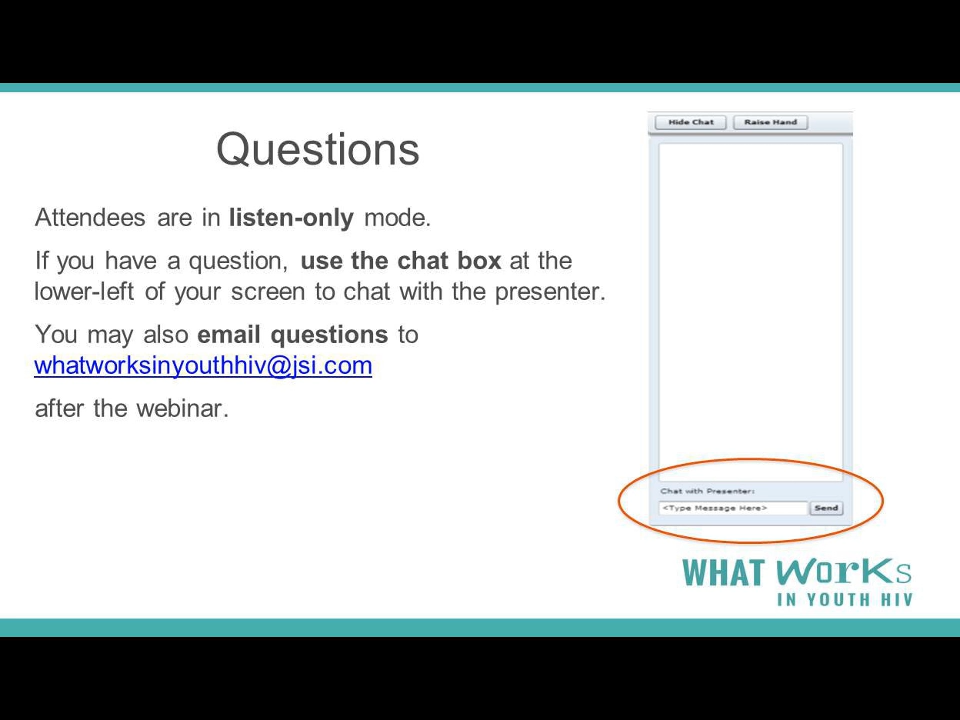 Questions
Attendees are in listen-only mode.
If you have a question, use the chat box at the
lower-left of your screen to chat with the presenter.
You may also email questions to
whatworksinyouthhiv@jsi.com
after the webinar.
Hide Chat Raise Hand
Chat with Presenter:
<Type Message Here> Send
WHAT WorKs
IN YOUTH HIV